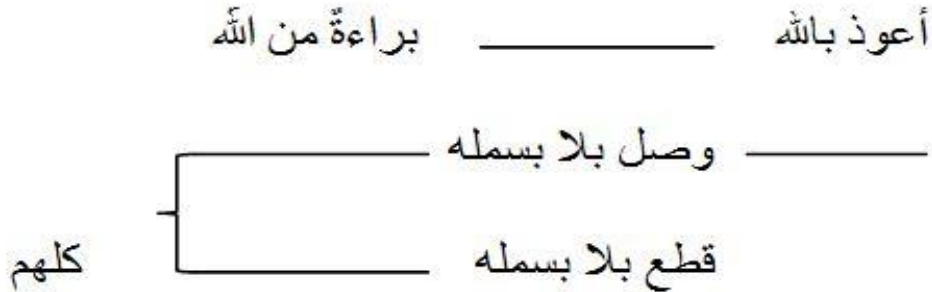 أعوذ بالله براءةٌ من الله
وصل بلا بسمله
قطع بلا بسمله كلهم